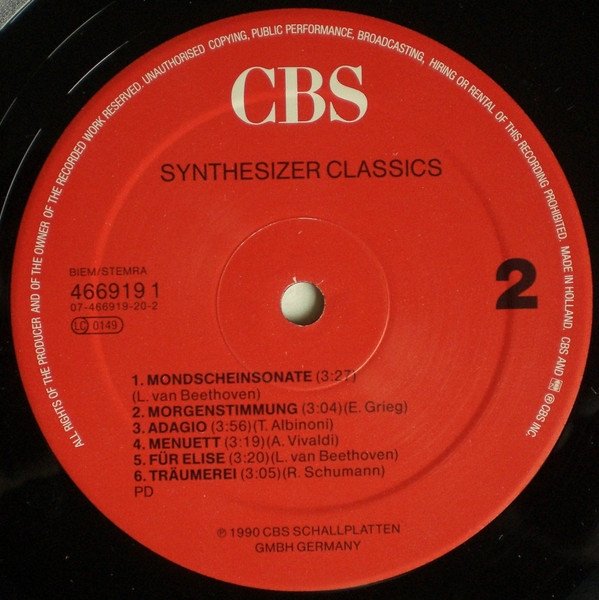 ALL RIGHTS OF THE PRODUCER AND OF THE OWNER OF THE RECORDED WORK RESERVED. UNAUTHORISED COPYING, PUBLIC PERFORMANCE, BROADCASTING, HIRING OR RENTAL OF THIS RECORDING PROHIBITED. MADE IN HOLLAND. CBS AND ℗ CBS INC.
CBS
SYNTHESIZER CLASSICS
BIEM/STEMRA
466919 1
07-466919-20-2
LC 0149
2
1. MONDSCHEINSONATE (3:27)
(L. van Beethoven)
2. MORGENSTIMMUNG (3:04)(E. Grieg)
3. ADAGIO (3:56)(T. Albinoni)
4. MENUETT (3:19)(A. Vivaldi)
5. FÜR ELISE (3:20)(L. van Beethoven)
6. TRÄUMEREI (3:05)(R. Schumann)
PD
℗ 1990 CBS SCHALLPLATTEN
GMBH GERMANY